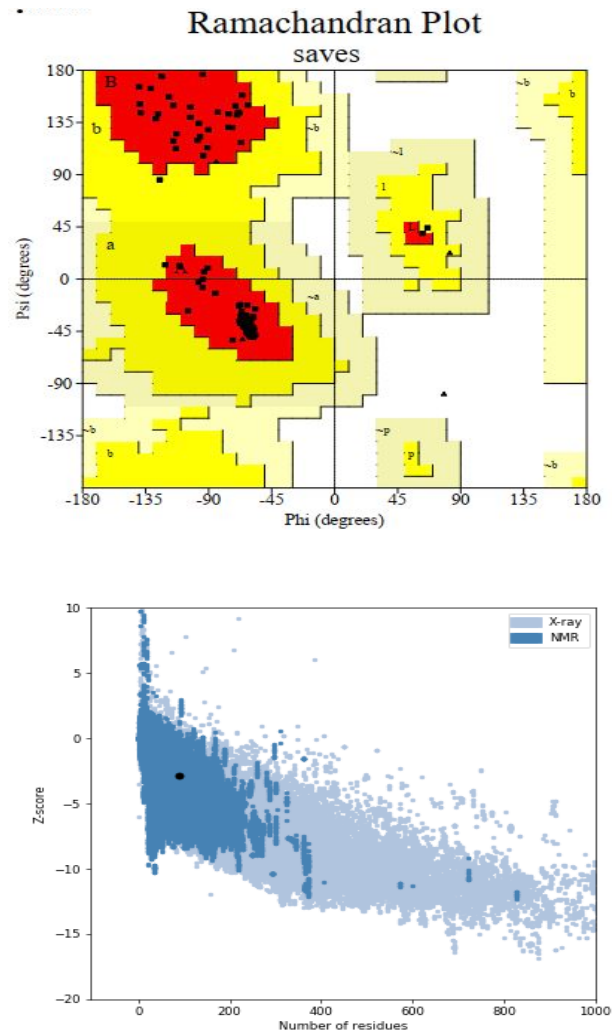 Ramachandran Plot
saves
180
135
90
45
0
-45
-90
-135
Psi (degrees)
B
b
~b
~b
b
~l
l
L
a
A
~a
~b
b
~p
p
~b
b
-180 -135 -90 -45 0 45 90 135 180
Phi (degrees)
10
5
0
−5
−10
−15
−20
Z-score
X-ray
NMR
0 200 400 600 800 1000
Number of residues